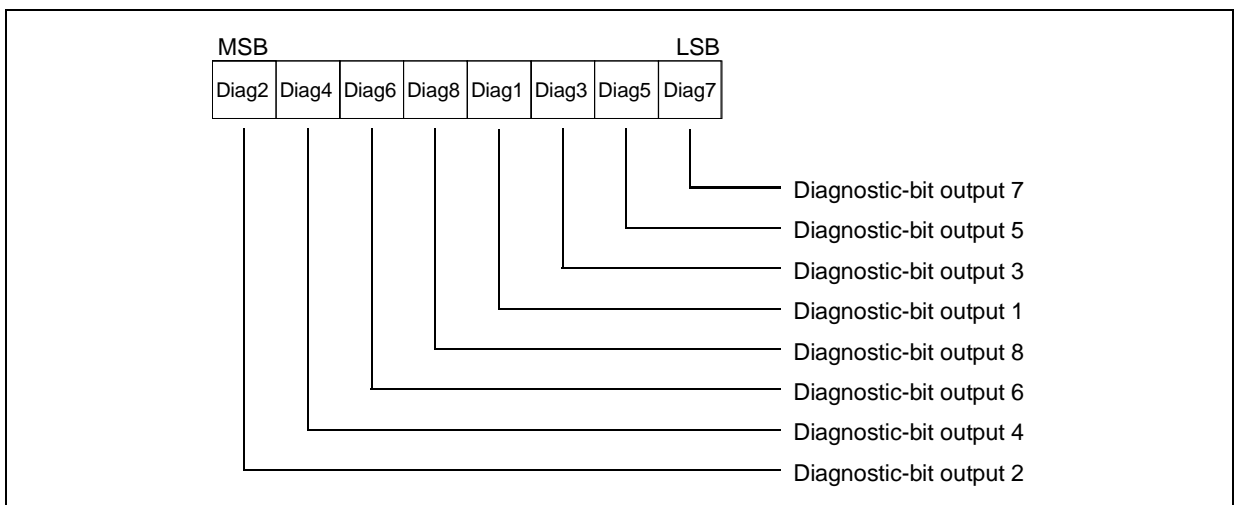 MSB LSB
Diag2 Diag4 Diag6 Diag8 Diag1 Diag3 Diag5 Diag7
Diagnostic-bit output 7
Diagnostic-bit output 5
Diagnostic-bit output 3
Diagnostic-bit output 1
Diagnostic-bit output 8
Diagnostic-bit output 6
Diagnostic-bit output 4
Diagnostic-bit output 2